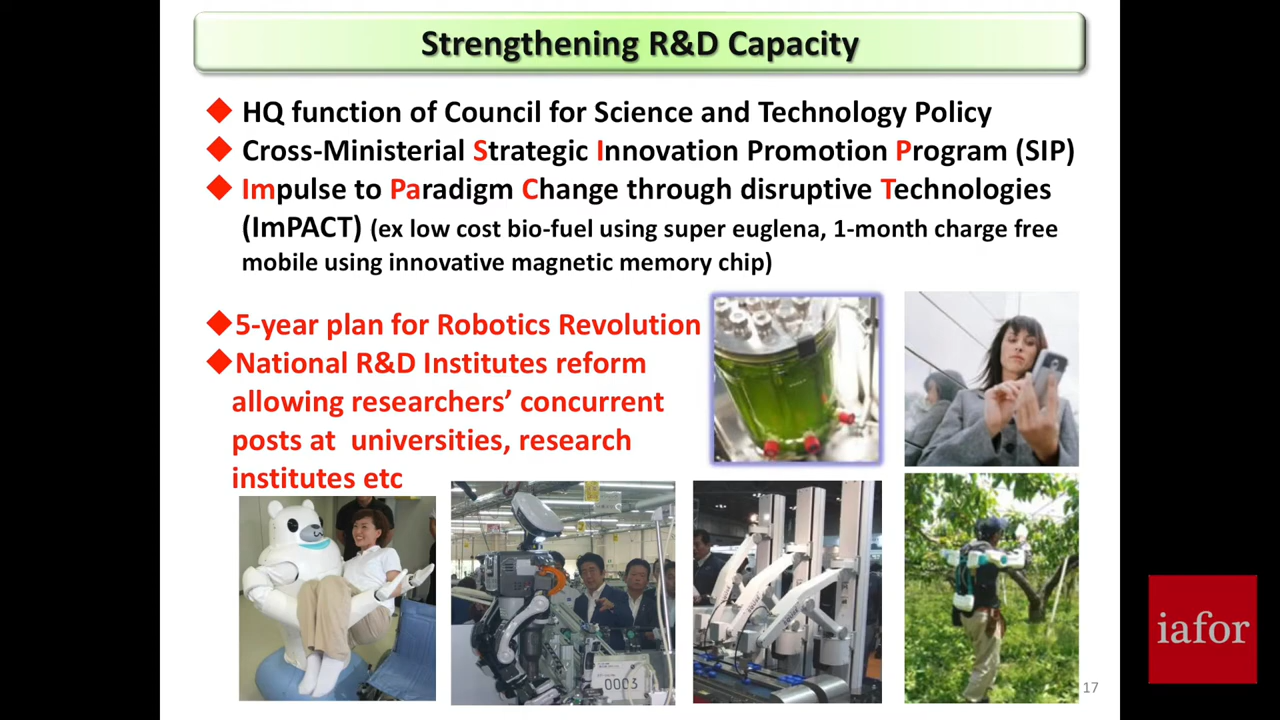 Strengthening R&D Capacity
◆ HQ function of Council for Science and Technology Policy
◆ Cross-Ministerial Strategic Innovation Promotion Program (SIP)
◆ Impulse to Paradigm Change through disruptive Technologies
(ImPACT) (ex low cost bio-fuel using super euglena, 1-month charge free
mobile using innovative magnetic memory chip)
◆5-year plan for Robotics Revolution
◆National R&D Institutes reform
allowing researchers’ concurrent
posts at universities, research
institutes etc
0003
iafor
17